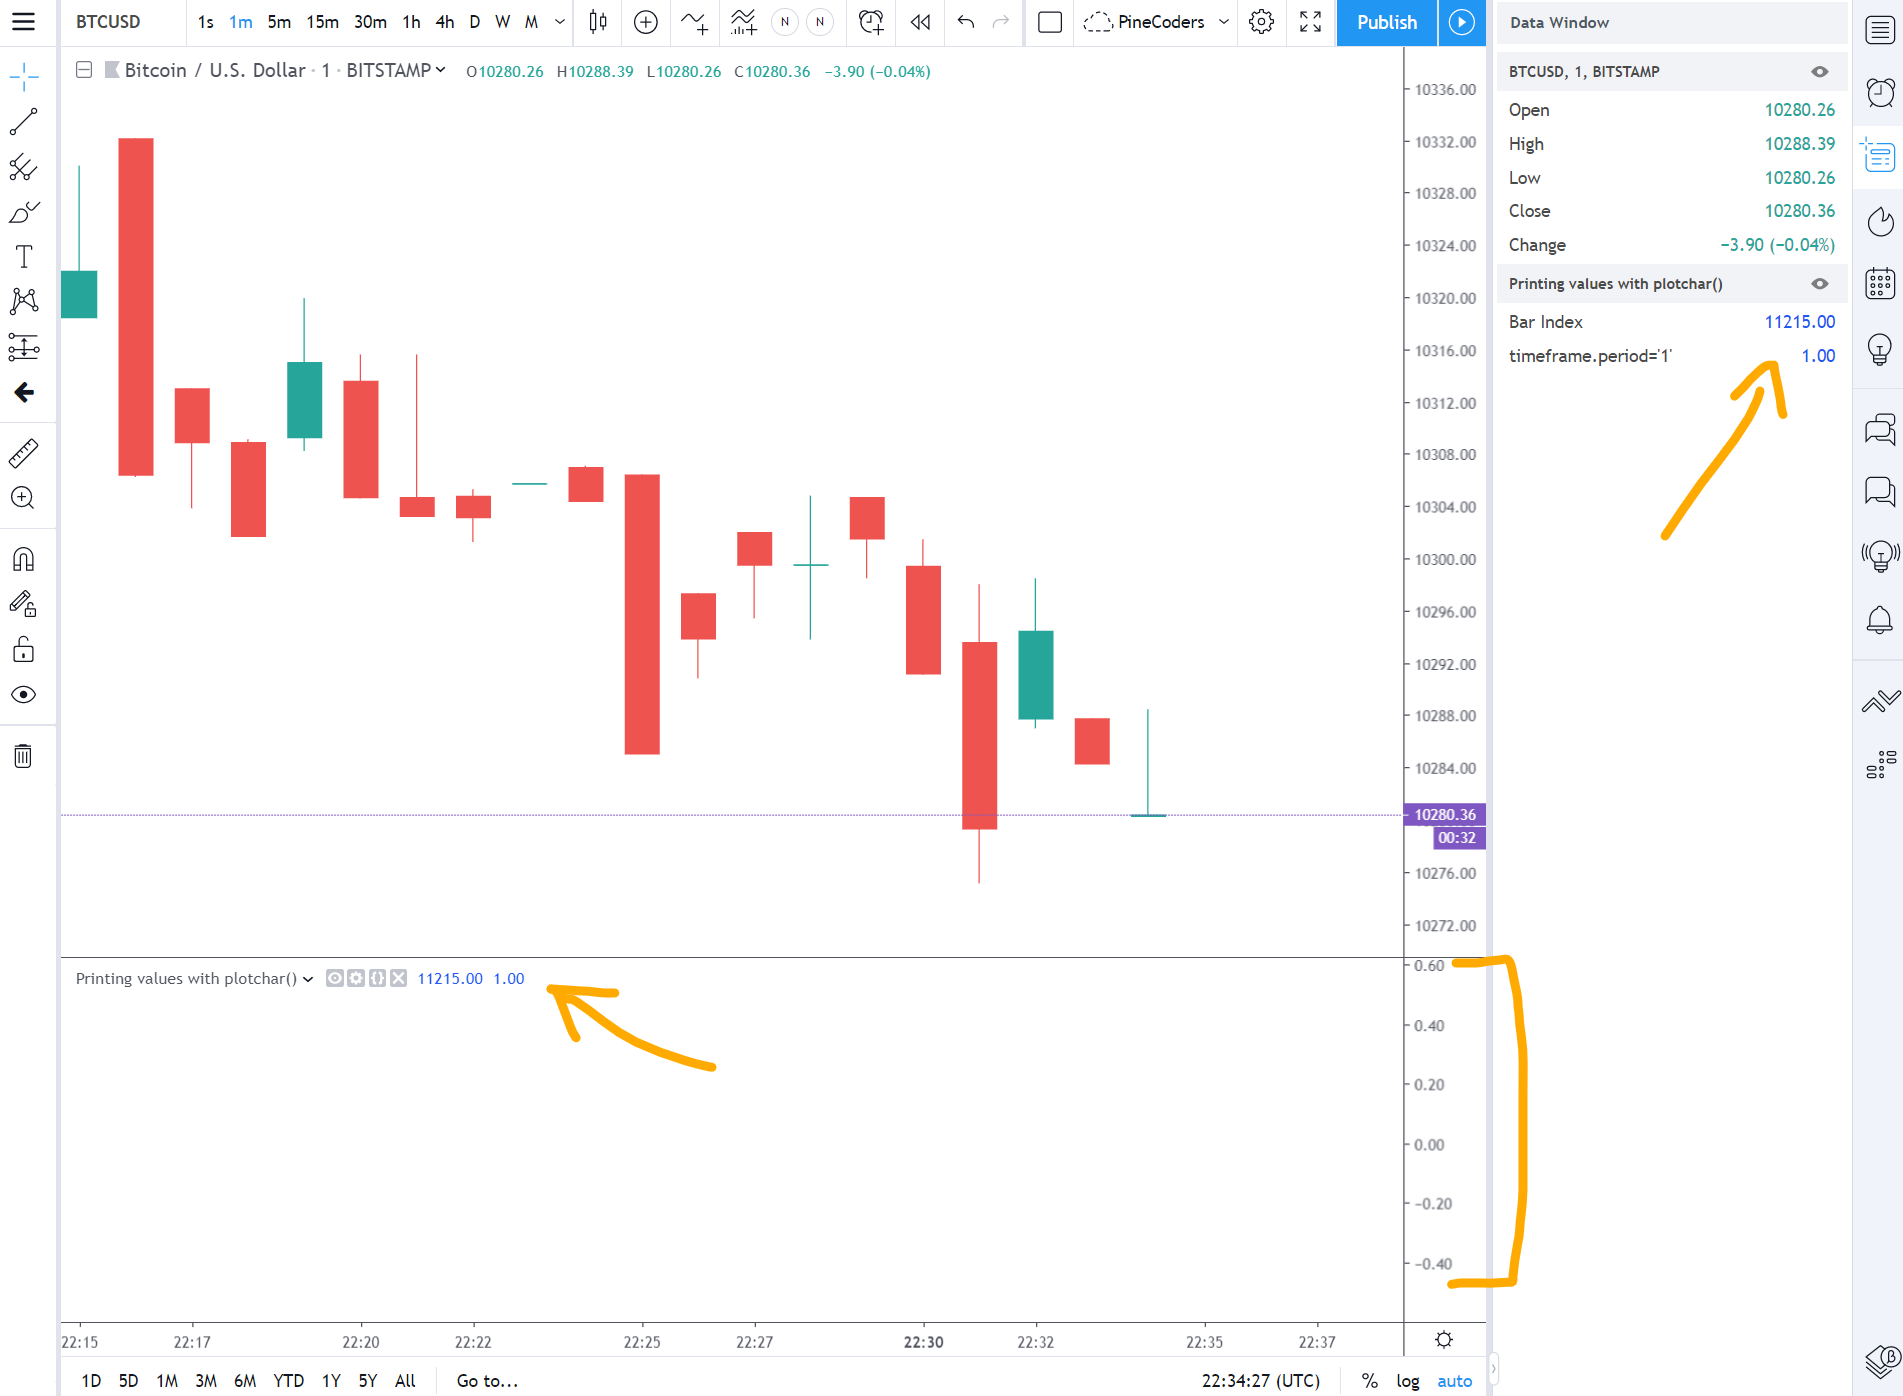 BTCUSD 1s 1m 5m 15m 30m 1h 4h D W M N N PineCoders Publish
Bitcoin / U.S. Dollar · 1 · BITSTAMP O10280.26 H10288.39 L10280.26 C10280.36 −3.90 (−0.04%)
10336.00
10332.00
10328.00
10324.00
10320.00
10316.00
10312.00
10308.00
10304.00
10300.00
10296.00
10292.00
10288.00
10284.00
10280.36
00:32
10276.00
10272.00
Printing values with plotchar() 11215.00 1.00
0.60
0.40
0.20
0.00
−0.20
−0.40
22:15 22:17 22:20 22:22 22:25 22:27 22:30 22:32 22:35 22:37
1D 5D 1M 3M 6M YTD 1Y 5Y All Go to... 22:34:27 (UTC) % log auto
Data Window
BTCUSD, 1, BITSTAMP
Open 10280.26
High 10288.39
Low 10280.26
Close 10280.36
Change −3.90 (−0.04%)
Printing values with plotchar()
Bar Index 11215.00
timeframe.period='1' 1.00